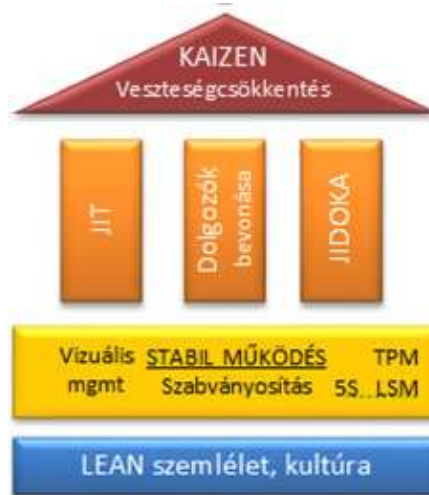 KAIZEN
Veszteségcsökkentés
JIT
Dolgozók
bevonása
JIDOKA
Vizuális STABIL MŰKÖDÉS TPM
mgmt Szabványosítás 5S...LSM
LEAN szemlélet, kultúra